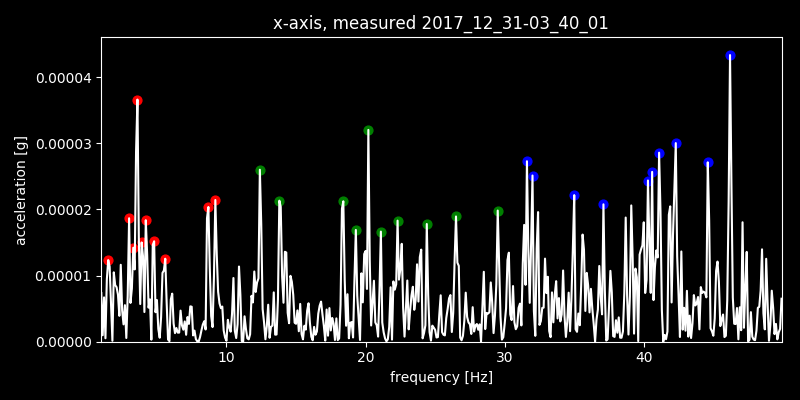 x-axis, measured 2017_12_31-03_40_01
acceleration [g]
0.00004
0.00003
0.00002
0.00001
0.00000
10 20 30 40
frequency [Hz]